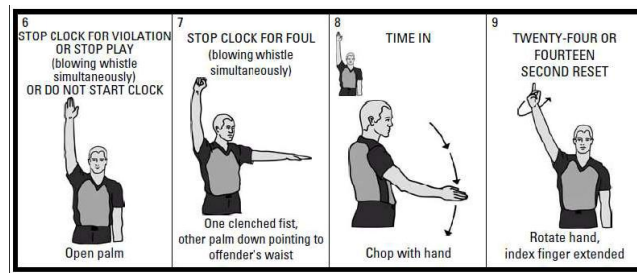 6
STOP CLOCK FOR VIOLATION
OR STOP PLAY
(blowing whistle
simultaneously)
OR DO NOT START CLOCK
Open palm
7
STOP CLOCK FOR FOUL
(blowing whistle
simultaneously)
One clenched fist,
other palm down pointing to
offender's waist
8
TIME IN
Chop with hand
9
TWENTY-FOUR OR
FOURTEEN
SECOND RESET
Rotate hand,
index finger extended